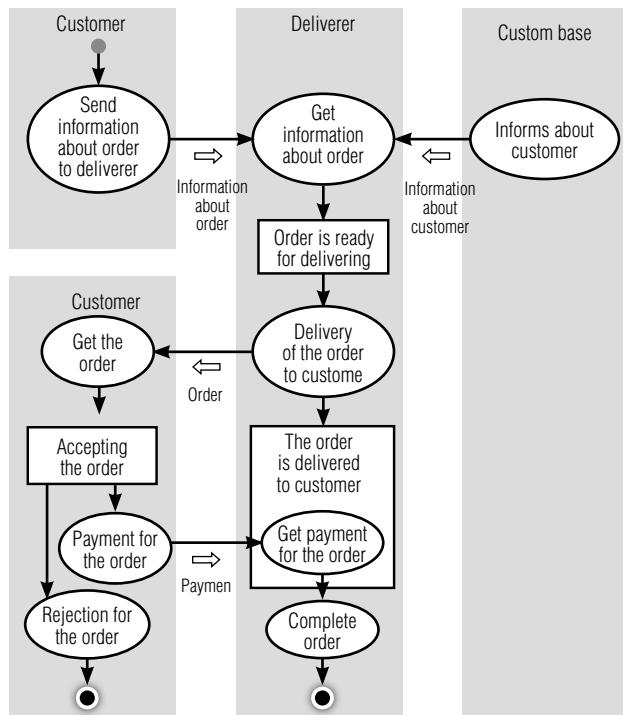 Customer
Deliverer
Custom base
Send
information
about order
to deliverer
Get
information
about order
Informs about
customer
Information
about
order
Information
about
customer
Order is ready
for delivering
Customer
Get the
order
Delivery
of the order
to custome
Order
Accepting
the order
The order
is delivered
to customer
Payment for
the order
Get payment
for the order
Paymen
Rejection for
the order
Complete
order